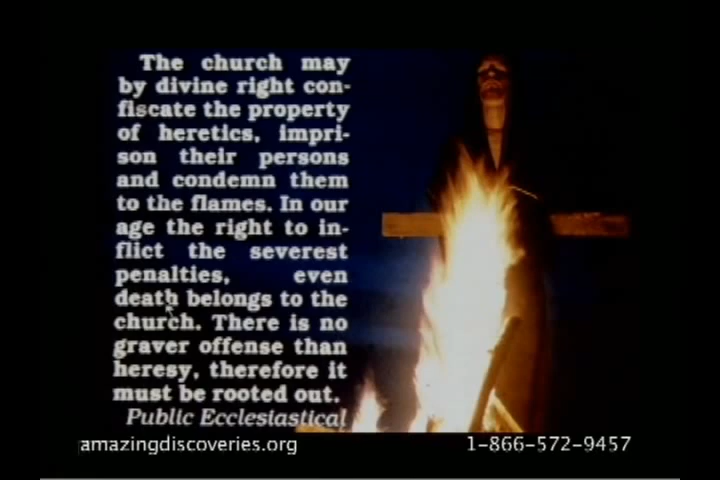 The church may
by divine right con-
fiscate the property
of heretics, impri-
son their persons
and condemn them
to the flames. In our
age the right to in-
flict the severest
penalties, even
death belongs to the
church. There is no
graver offense than
heresy, therefore it
must be rooted out.
Public Ecclesiastical
amazingdiscoveries.org 1-866-572-9457